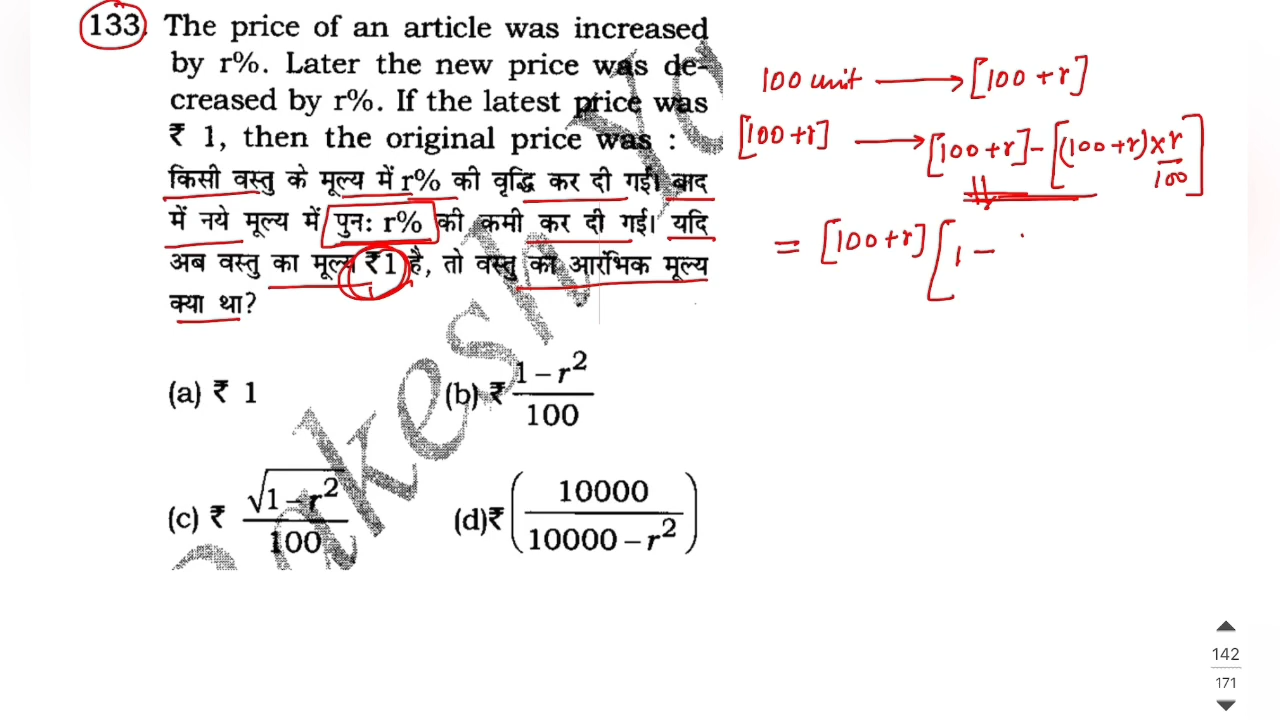 133. The price of an article was increased
by r%. Later the new price was de-
creased by r%. If the latest price was
₹ 1, then the original price was :
किसी वस्तु के मूल्य में r% की वृद्धि कर दी गई। बाद
में नये मूल्य में पुनः r% की कमी कर दी गई। यदि
अब वस्तु का मूल्य ₹1 है, तो वस्तु का आरंभिक मूल्य
क्या था?
(a) ₹ 1
(b) ₹ (1 – r²)/100
(c) ₹ √(1 – r²)/100
(d) ₹ (10000/(10000 – r²))
100 unit → [100 + r]
[100 + r] → [100 + r] – [(100 + r) × r/100]
= [100 + r] [1 –
Rakesh Ya
142
171